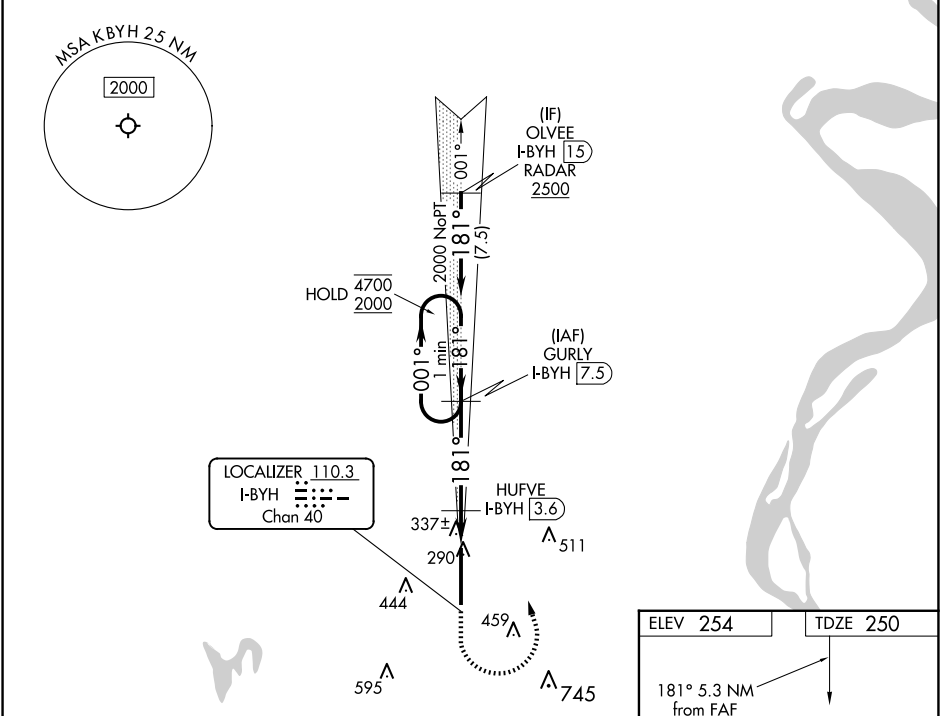 MSA KBYH 25 NM
2000
(IF)
OLVEE
I-BYH 15
RADAR
2500
001°
2000 NoPT
181°
(7.5)
HOLD 4700
2000
001°
1 min
181°
(IAF)
GURLY
I-BYH 7.5
181°
LOCALIZER 110.3
I-BYH
Chan 40
HUFVE
I-BYH 3.6
337±
511
290
444
459
595
745
ELEV 254
TDZE 250
181° 5.3 NM
from FAF